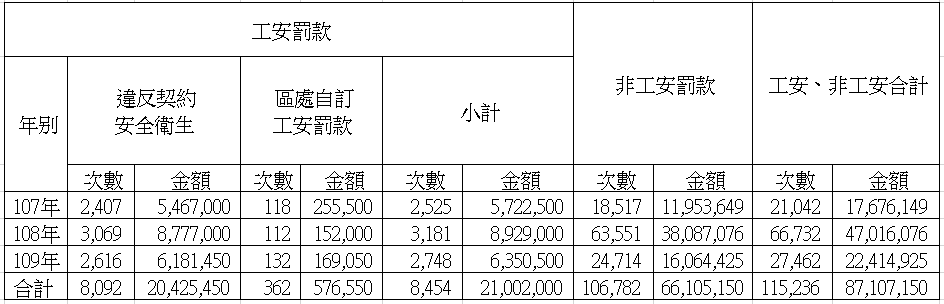 工安罰款
年別 違反契約安全衛生 區處自訂工安罰款 小計 非工安罰款 工安、非工安合計
次數 金額 次數 金額 次數 金額 次數 金額 次數 金額
107年 2,407 5,467,000 118 255,500 2,525 5,722,500 18,517 11,953,649 21,042 17,676,149
108年 3,069 8,777,000 112 152,000 3,181 8,929,000 63,551 38,087,076 66,732 47,016,076
109年 2,616 6,181,450 132 169,050 2,748 6,350,500 24,714 16,064,425 27,462 22,414,925
合計 8,092 20,425,450 362 576,550 8,454 21,002,000 106,782 66,105,150 115,236 87,107,150